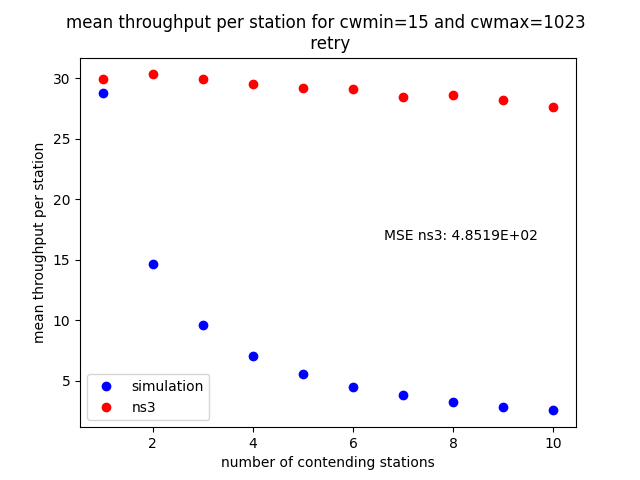 mean throughput per station for cwmin=15 and cwmax=1023
retry
mean throughput per station
30
25
20
15
10
5
MSE ns3: 4.8519E+02
simulation
ns3
2
4
6
8
10
number of contending stations